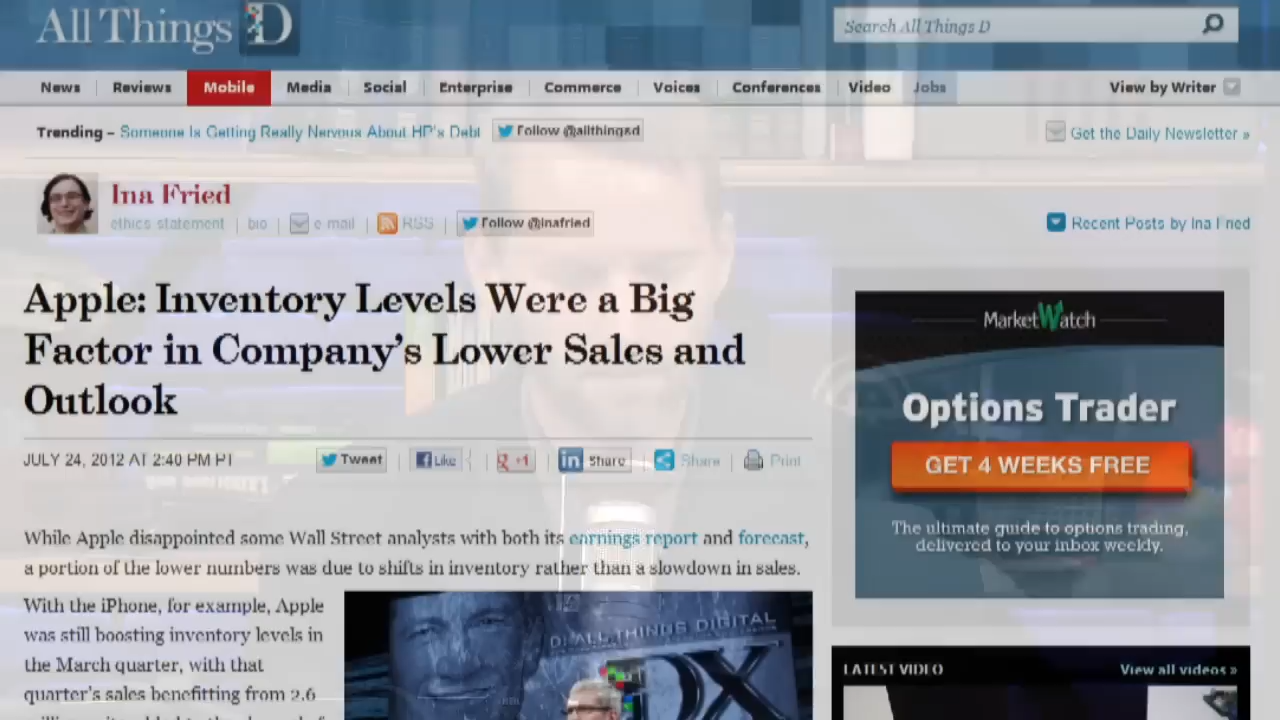 All Things D
Search All Things D
News Reviews Mobile Media Social Enterprise Commerce Voices Conferences Video Jobs View by Writer
Trending – Someone Is Getting Really Nervous About HP's Debt Follow @allthingsd Get the Daily Newsletter »
Ina Fried
ethics statement | bio | e-mail | RSS | Follow @inafried Recent Posts by Ina Fried
Apple: Inventory Levels Were a Big
Factor in Company's Lower Sales and
Outlook
JULY 24, 2012 AT 2:40 PM PT Tweet Like +1 Share Share Print
While Apple disappointed some Wall Street analysts with both its earnings report and forecast,
a portion of the lower numbers was due to shifts in inventory rather than a slowdown in sales.
With the iPhone, for example, Apple
was still boosting inventory levels in
the March quarter, with that
quarter's sales benefitting from 2.6
D: ALL THINGS DIGITAL
DX
MarketWatch
Options Trader
GET 4 WEEKS FREE
The ultimate guide to options trading,
delivered to your inbox weekly.
LATEST VIDEO View all videos »